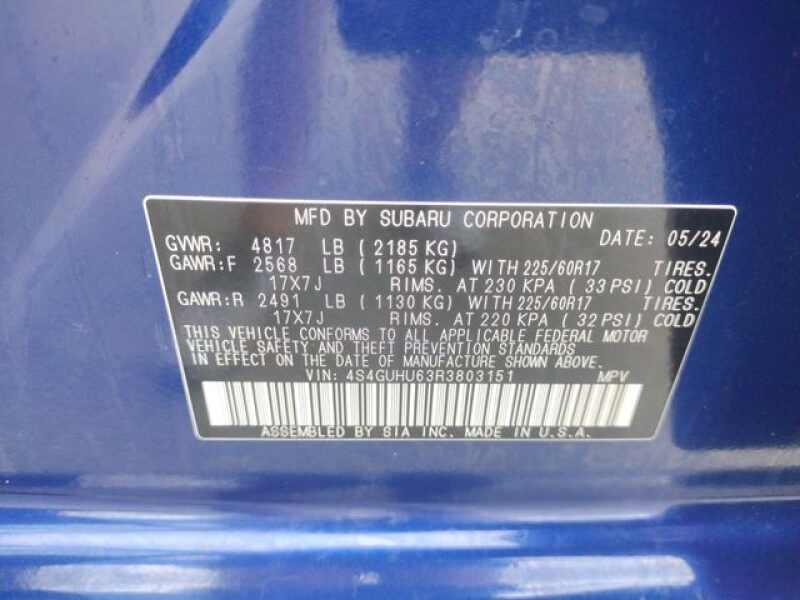 MFD BY SUBARU CORPORATION
DATE: 05/24
GVWR: 4817 LB ( 2185 KG)
GAWR:F 2568 LB ( 1165 KG) WITH 225/60R17 TIRES.
17X7J RIMS. AT 230 KPA ( 33 PSI) COLD
GAWR:R 2491 LB ( 1130 KG) WITH 225/60R17 TIRES.
17X7J RIMS. AT 220 KPA ( 32 PSI) COLD
THIS VEHICLE CONFORMS TO ALL APPLICABLE FEDERAL MOTOR
VEHICLE SAFETY AND THEFT PREVENTION STANDARDS
IN EFFECT ON THE DATE OF MANUFACTURE SHOWN ABOVE.
VIN: 4S4GUHU63R3803151 MPV
ASSEMBLED BY SIA INC. MADE IN U.S.A.